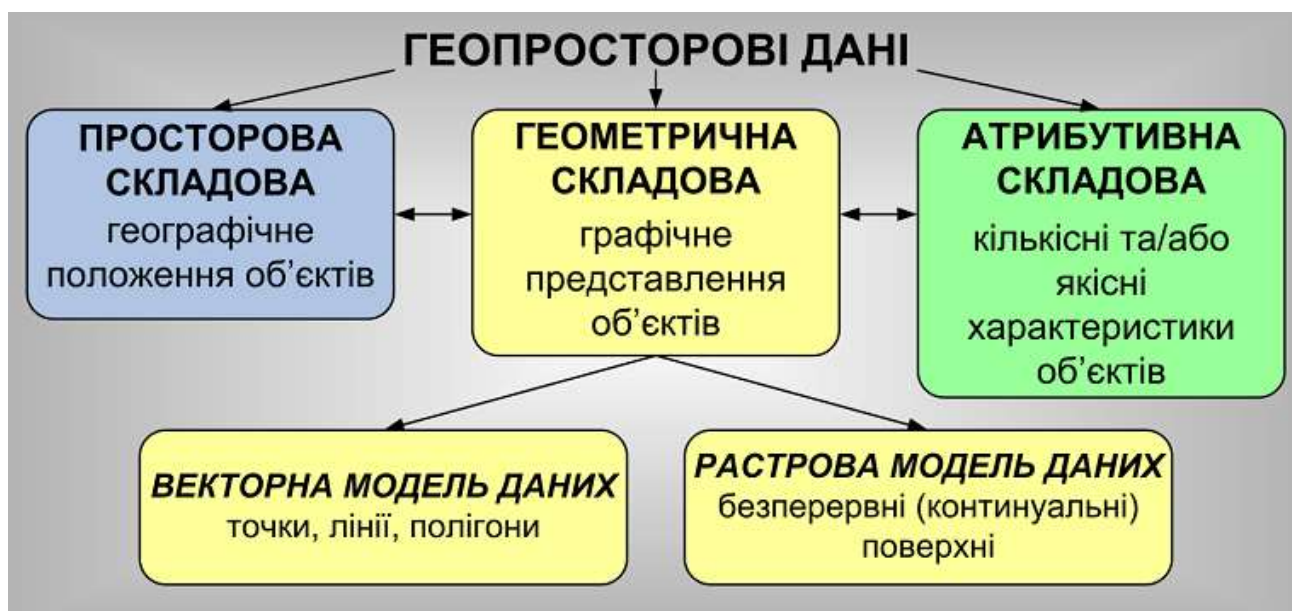 ГЕОПРОСТОРОВІ ДАНІ
ПРОСТОРОВА
СКЛАДОВА
географічне
положення об’єктів
ГЕОМЕТРИЧНА
СКЛАДОВА
графічне
представлення
об’єктів
АТРИБУТИВНА
СКЛАДОВА
кількісні та/або
якісні
характеристики
об’єктів
ВЕКТОРНА МОДЕЛЬ ДАНИХ
точки, лінії, полігони
РАСТРОВА МОДЕЛЬ ДАНИХ
безперервні (континуальні)
поверхні